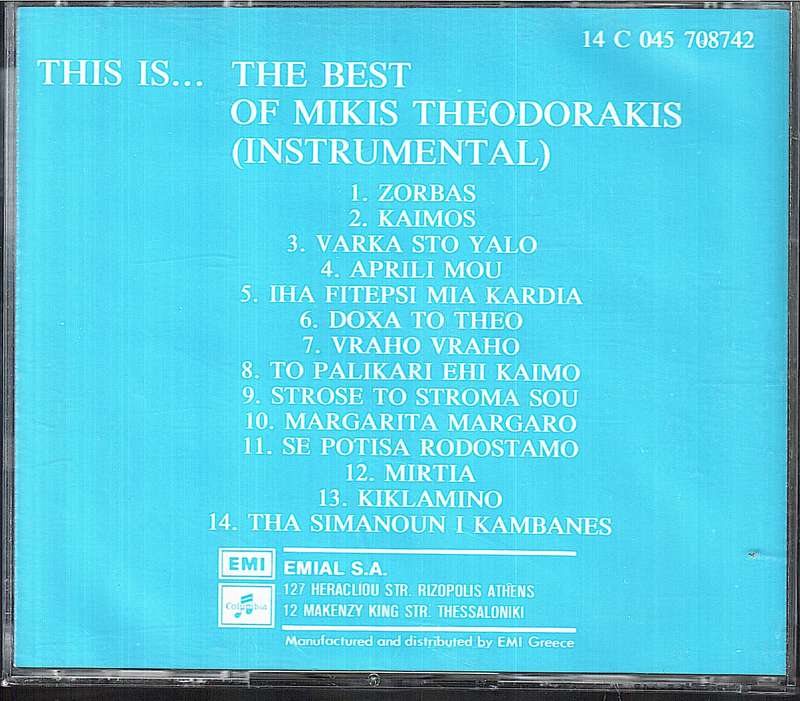 14 C 045 708742
THIS IS... THE BEST
OF MIKIS THEODORAKIS
(INSTRUMENTAL)
1. ZORBAS
2. KAIMOS
3. VARKA STO YALO
4. APRILI MOU
5. IHA FITEPSI MIA KARDIA
6. DOXA TO THEO
7. VRAHO VRAHO
8. TO PALIKARI EHI KAIMO
9. STROSE TO STROMA SOU
10. MARGARITA MARGARO
11. SE POTISA RODOSTAMO
12. MIRTIA
13. KIKLAMINO
14. THA SIMANOUN I KAMBANES
EMI
EMIAL S.A.
127 HERACLIOU STR. RIZOPOLIS ATHENS
Columbia
12 MAKENZY KING STR. THESSALONIKI
Manufactured and distributed by EMI Greece